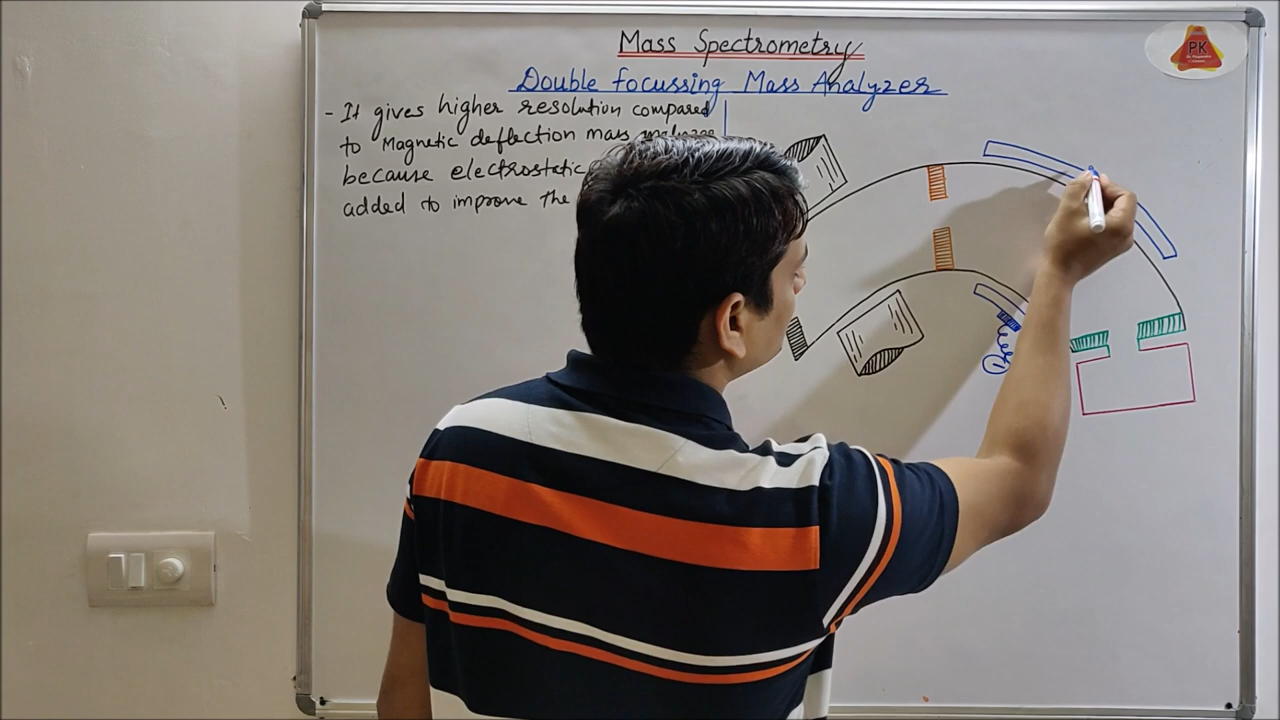 Mass Spectrometry
Double focussing Mass Analyzer
- It gives higher resolution compared
to Magnetic deflection mass
because electrostatic
added to improve the
PK